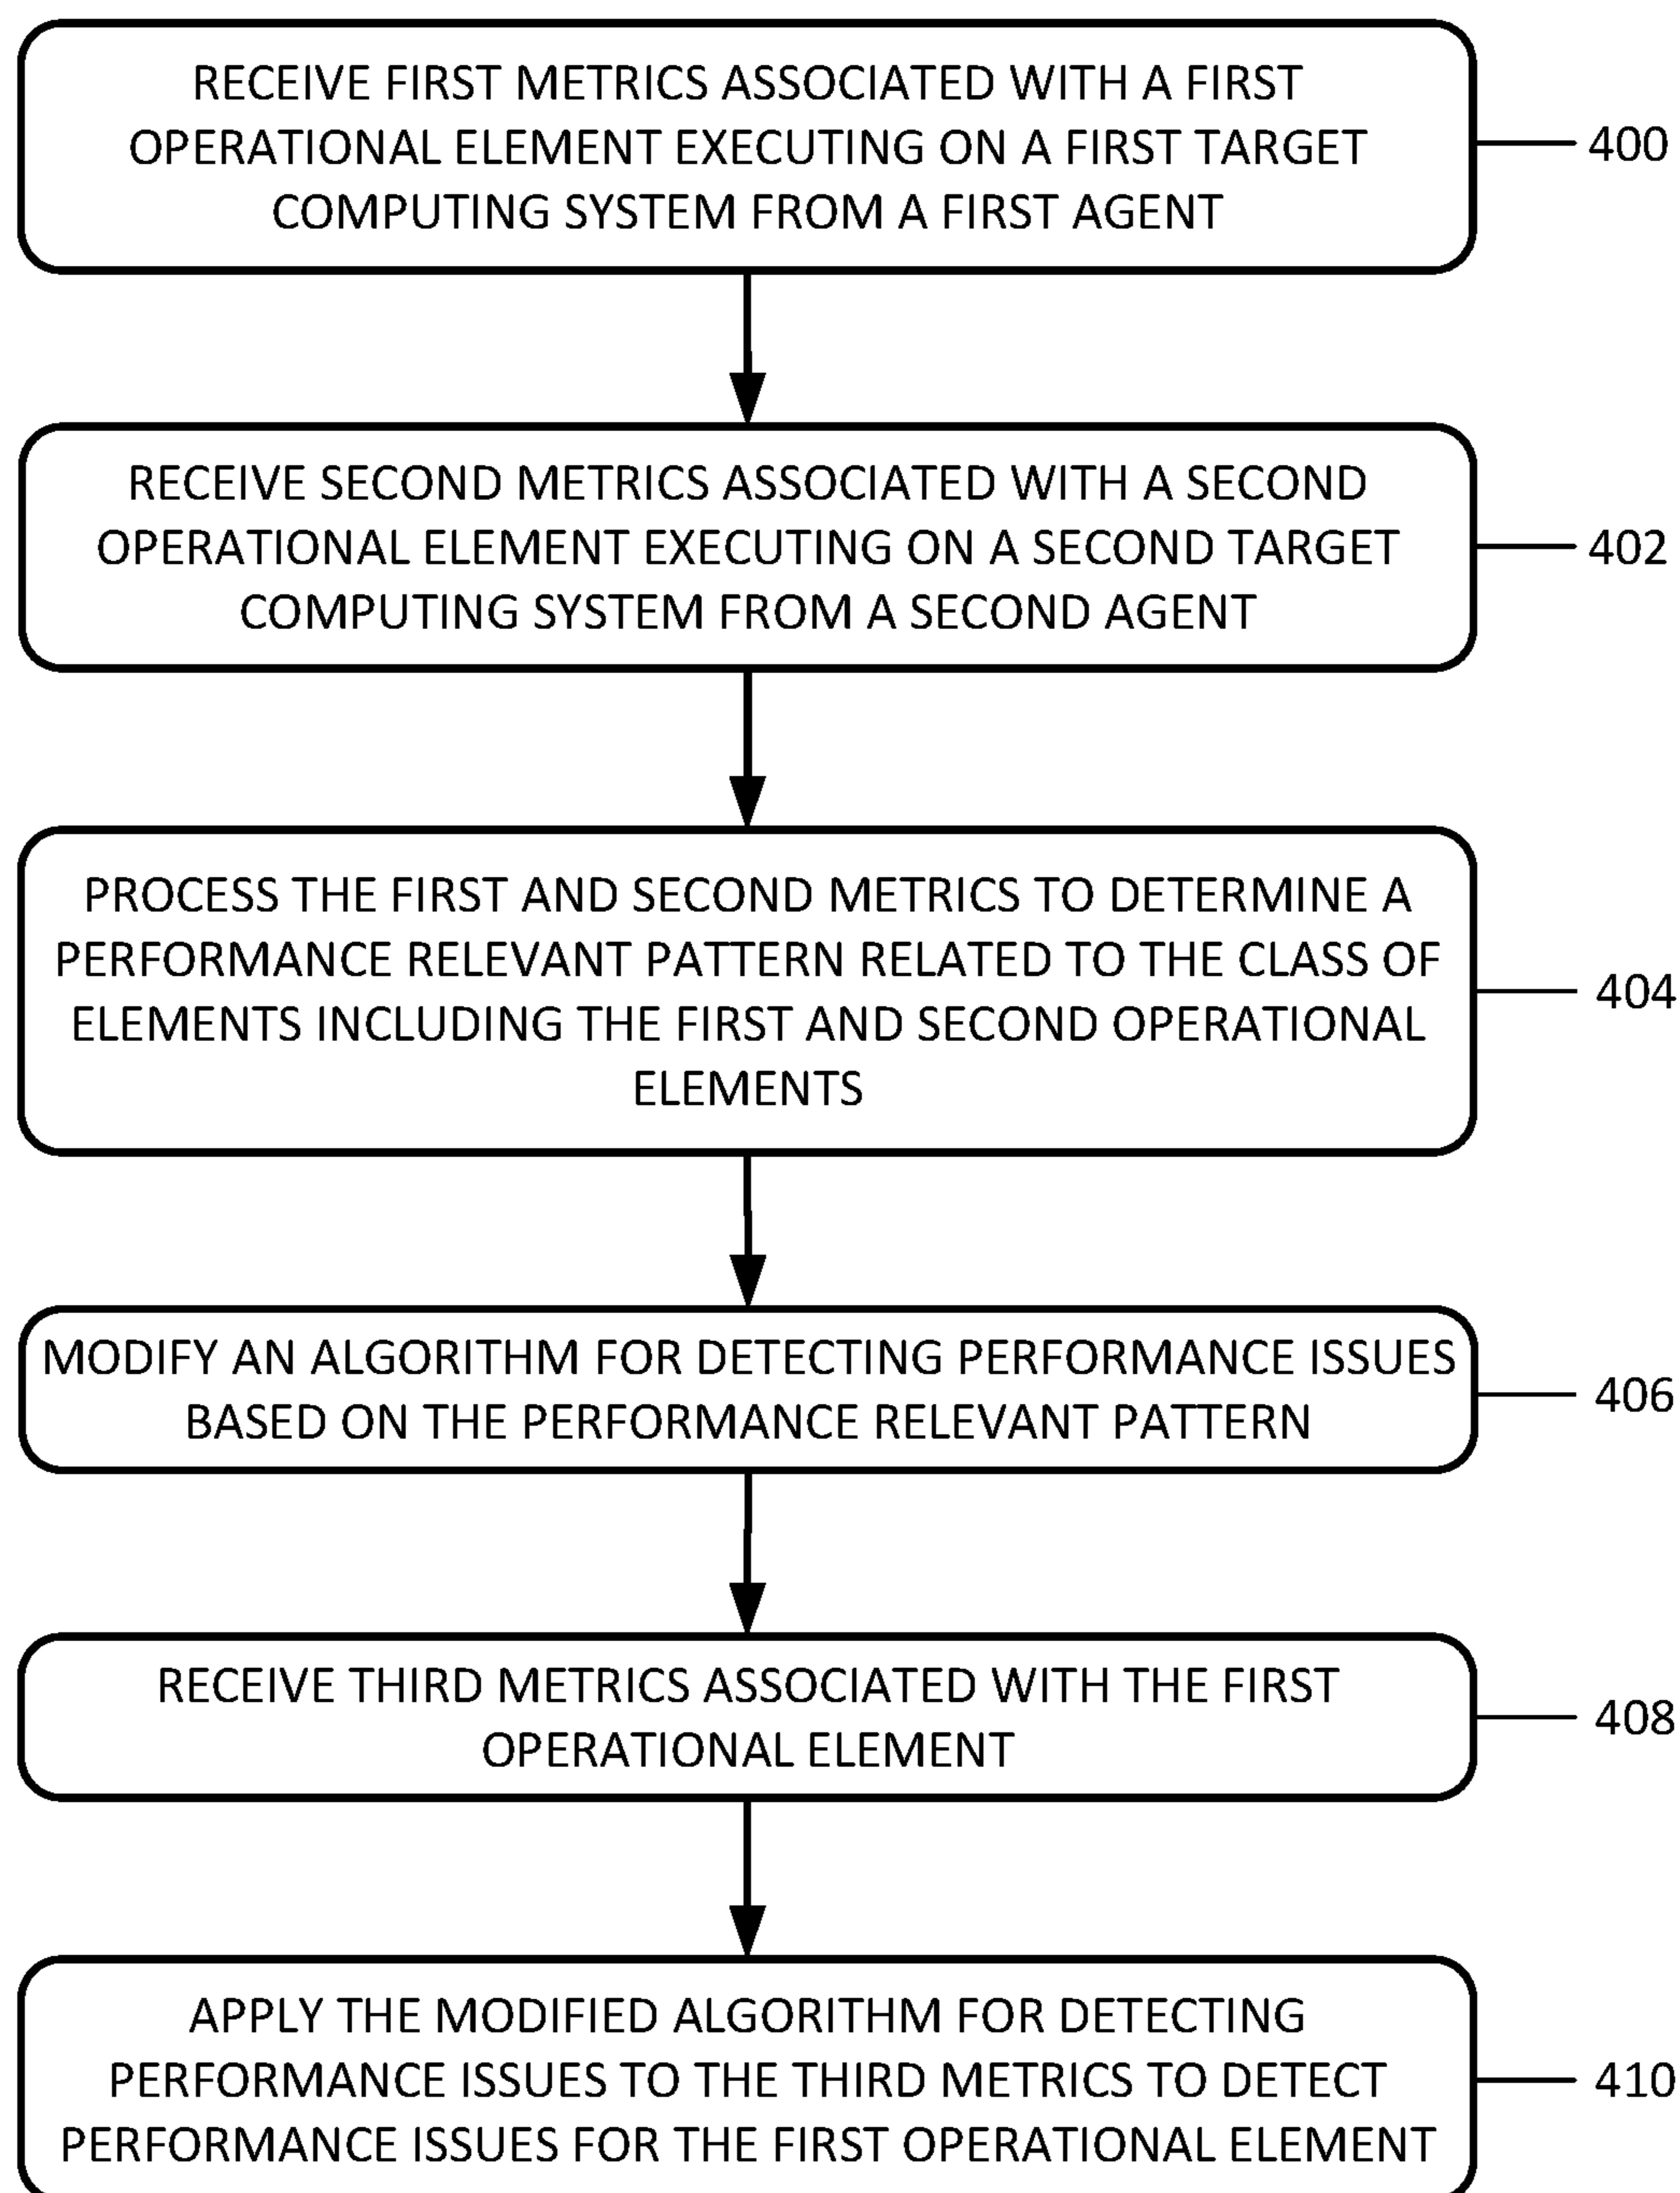 RECEIVE FIRST METRICS ASSOCIATED WITH A FIRST
OPERATIONAL ELEMENT EXECUTING ON A FIRST TARGET
COMPUTING SYSTEM FROM A FIRST AGENT
400
RECEIVE SECOND METRICS ASSOCIATED WITH A SECOND
OPERATIONAL ELEMENT EXECUTING ON A SECOND TARGET
COMPUTING SYSTEM FROM A SECOND AGENT
402
PROCESS THE FIRST AND SECOND METRICS TO DETERMINE A
PERFORMANCE RELEVANT PATTERN RELATED TO THE CLASS OF
ELEMENTS INCLUDING THE FIRST AND SECOND OPERATIONAL
ELEMENTS
404
MODIFY AN ALGORITHM FOR DETECTING PERFORMANCE ISSUES
BASED ON THE PERFORMANCE RELEVANT PATTERN
406
RECEIVE THIRD METRICS ASSOCIATED WITH THE FIRST
OPERATIONAL ELEMENT
408
APPLY THE MODIFIED ALGORITHM FOR DETECTING
PERFORMANCE ISSUES TO THE THIRD METRICS TO DETECT
PERFORMANCE ISSUES FOR THE FIRST OPERATIONAL ELEMENT
410